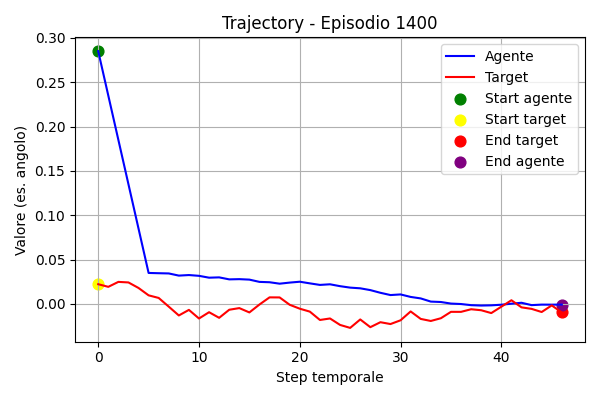 Trajectory - Episodio 1400
Agente
Target
Start agente
Start target
End target
End agente
Valore (es. angolo)
0.30
0.25
0.20
0.15
0.10
0.05
0.00
0 10 20 30 40
Step temporale